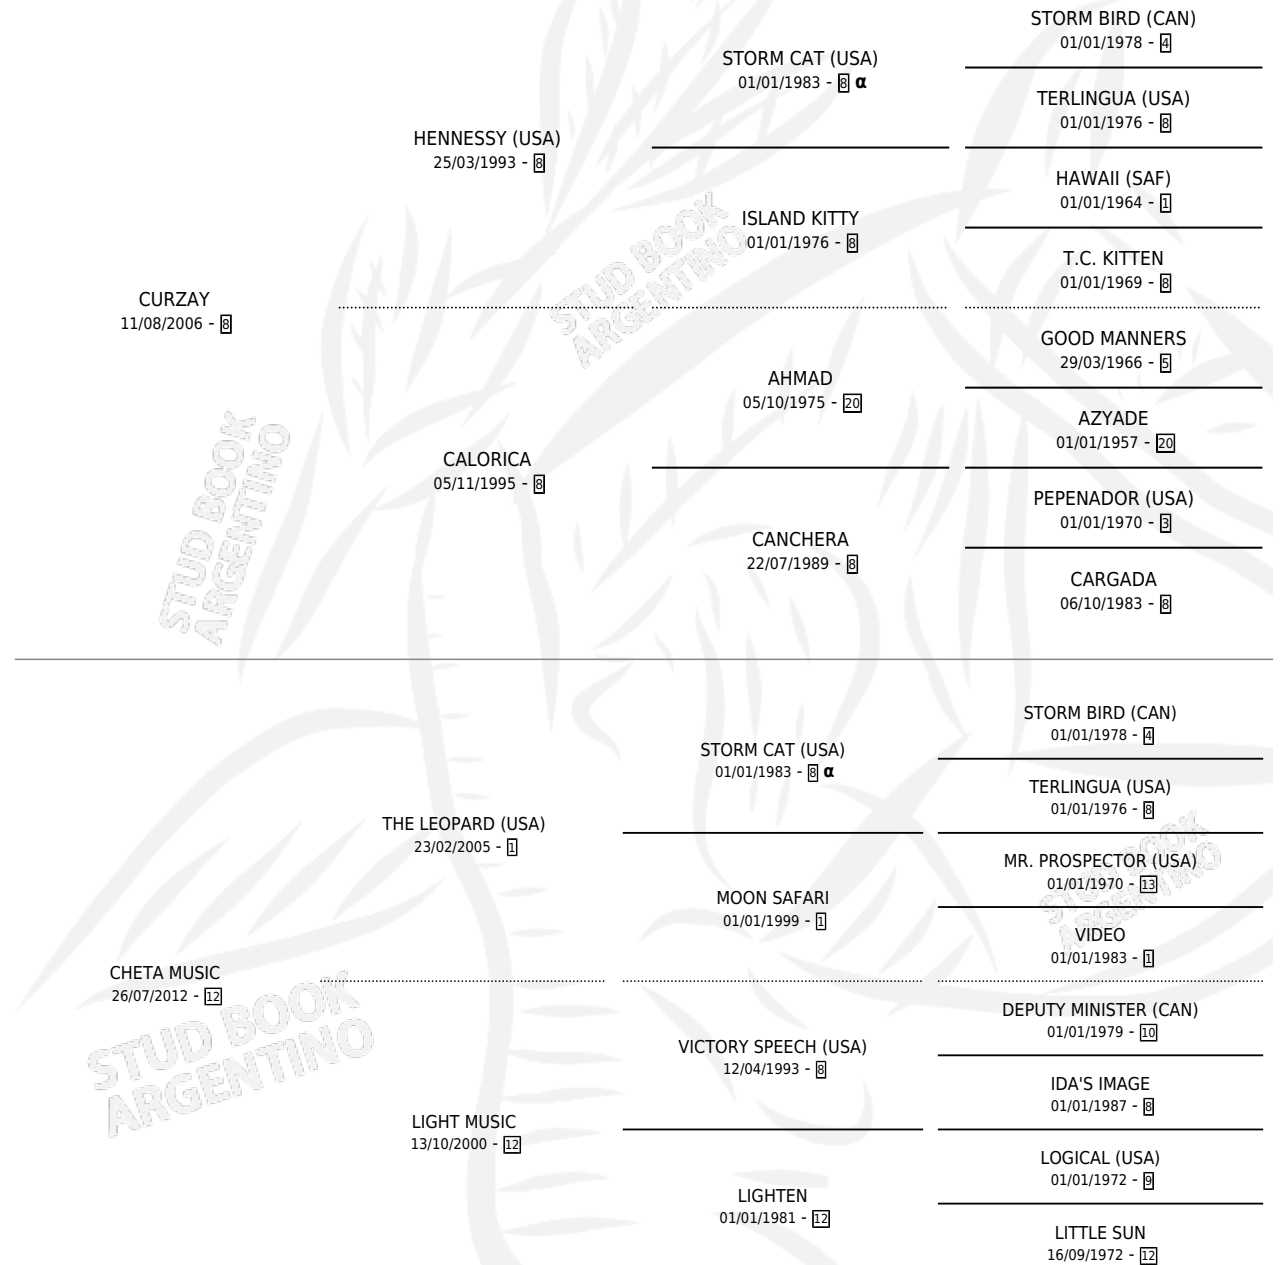 STORM BIRD (CAN)
01/01/1978 - 4
STORM CAT (USA)
01/01/1983 - 8 α
TERLINGUA (USA)
01/01/1976 - 8
HENNESSY (USA)
25/03/1993 - 8
HAWAII (SAF)
01/01/1964 - 1
ISLAND KITTY
01/01/1976 - 8
T.C. KITTEN
01/01/1969 - 8
CURZAY
11/08/2006 - 8
GOOD MANNERS
29/03/1966 - 5
AHMAD
05/10/1975 - 20
AZYADE
01/01/1957 - 20
CALORICA
05/11/1995 - 8
PEPENADOR (USA)
01/01/1970 - 3
CANCHERA
22/07/1989 - 8
CARGADA
06/10/1983 - 8
STORM BIRD (CAN)
01/01/1978 - 4
STORM CAT (USA)
01/01/1983 - 8 α
TERLINGUA (USA)
01/01/1976 - 8
THE LEOPARD (USA)
23/02/2005 - 1
MR. PROSPECTOR (USA)
01/01/1970 - 13
MOON SAFARI
01/01/1999 - 1
VIDEO
01/01/1983 - 1
CHETA MUSIC
26/07/2012 - 12
DEPUTY MINISTER (CAN)
01/01/1979 - 10
VICTORY SPEECH (USA)
12/04/1993 - 8
IDA'S IMAGE
01/01/1987 - 8
LIGHT MUSIC
13/10/2000 - 12
LOGICAL (USA)
01/01/1972 - 9
LIGHTEN
01/01/1981 - 12
LITTLE SUN
16/09/1972 - 12
STUD BOOK
ARGENTINO
STUD BOOK
ARGENTINO
STUD BOOK
ARGENTINO
STUD BOOK
ARGENTINO